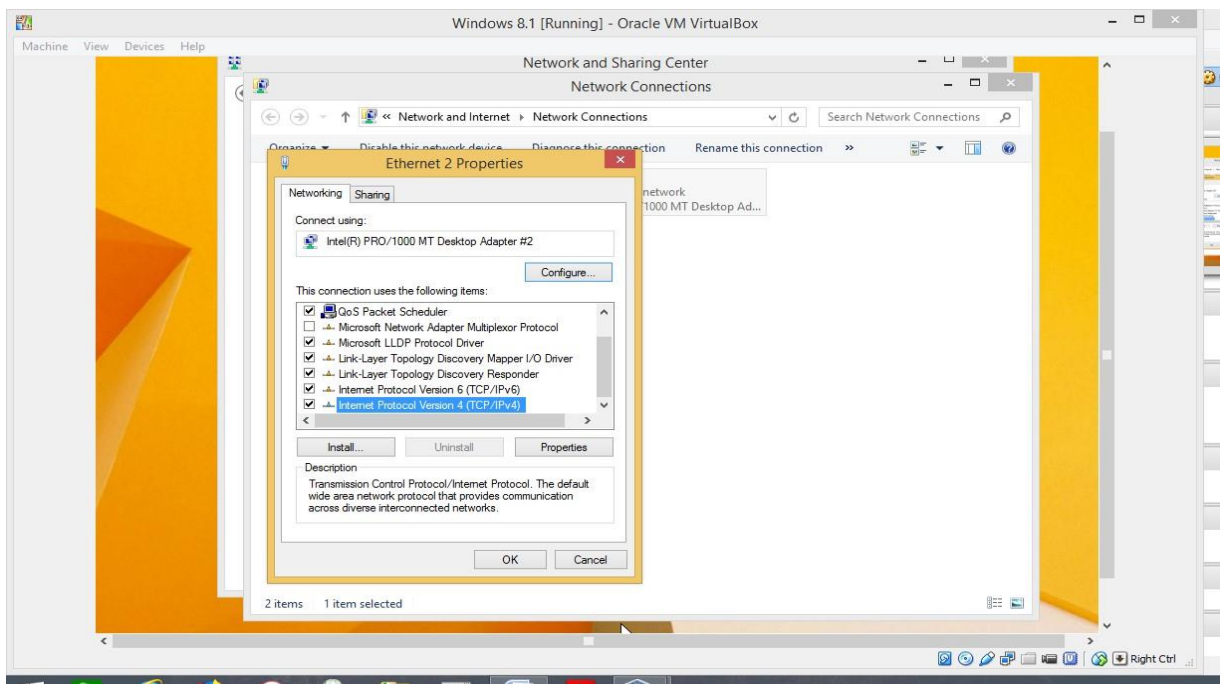 Windows 8.1 [Running] - Oracle VM VirtualBox
Machine View Devices Help
Network and Sharing Center
Network Connections
« Network and Internet Network Connections
Search Network Connections
Organize Disable this network device Diagnose this connection Rename this connection »
Ethernet 2 Properties
network
/1000 MT Desktop Ad...
Networking Sharing
Connect using:
Intel(R) PRO/1000 MT Desktop Adapter #2
Configure...
This connection uses the following items:
QoS Packet Scheduler
Microsoft Network Adapter Multiplexor Protocol
Microsoft LLDP Protocol Driver
Link-Layer Topology Discovery Mapper I/O Driver
Link-Layer Topology Discovery Responder
Internet Protocol Version 6 (TCP/IPv6)
Internet Protocol Version 4 (TCP/IPv4)
Install... Uninstall Properties
Description
Transmission Control Protocol/Internet Protocol. The default
wide area network protocol that provides communication
across diverse interconnected networks.
OK Cancel
2 items 1 item selected
Right Ctrl